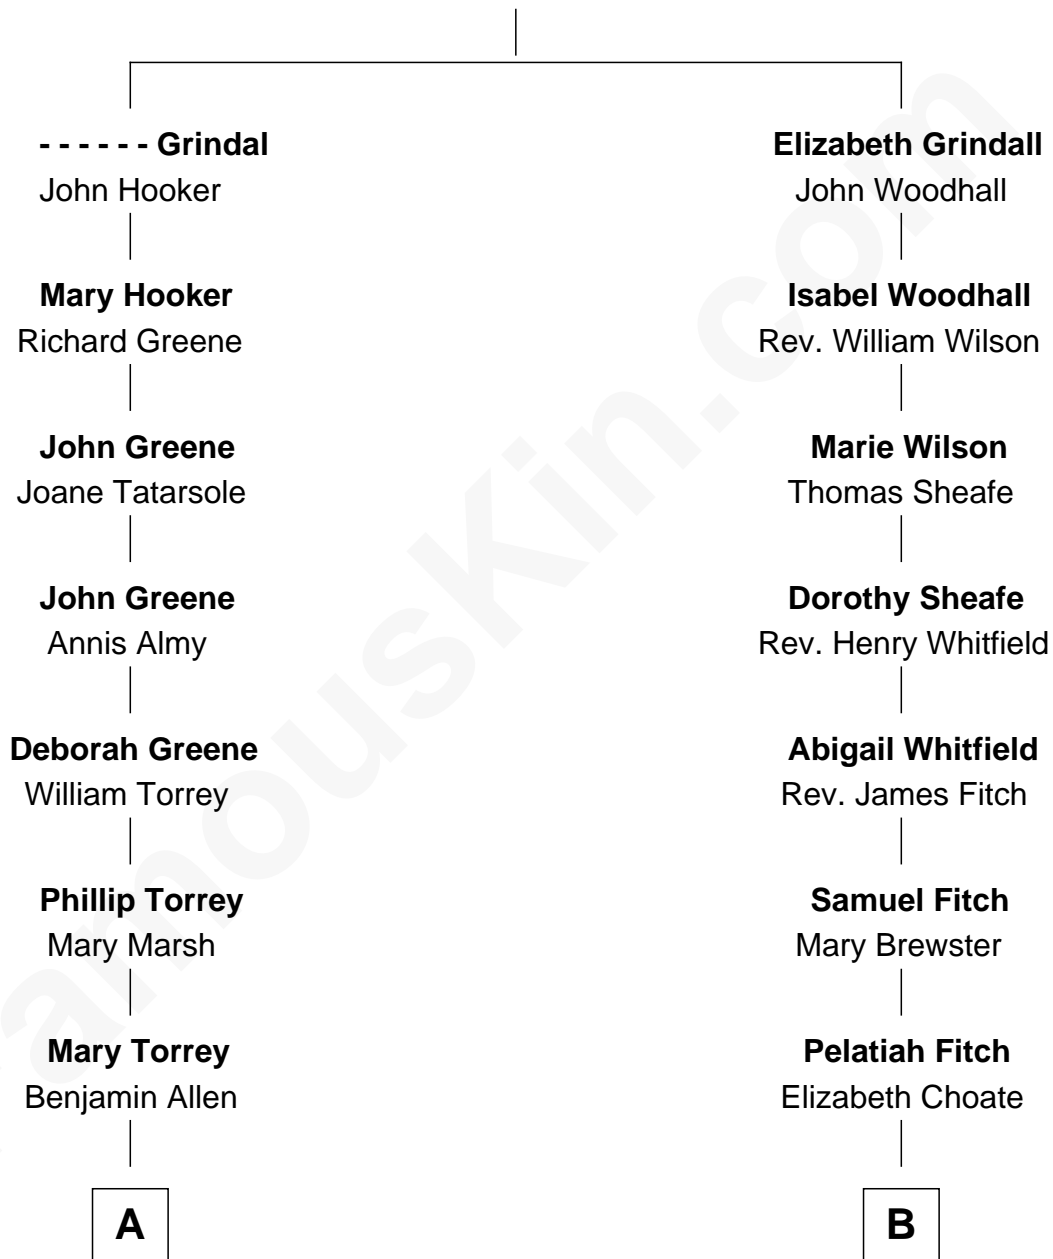 - - - - - - Grindal
John Hooker
Mary Hooker
Richard Greene
John Greene
Joane Tatarsole
John Greene
Annis Almy
Deborah Greene
William Torrey
Phillip Torrey
Mary Marsh
Mary Torrey
Benjamin Allen
A
Elizabeth Grindall
John Woodhall
Isabel Woodhall
Rev. William Wilson
Marie Wilson
Thomas Sheafe
Dorothy Sheafe
Rev. Henry Whitfield
Abigail Whitfield
Rev. James Fitch
Samuel Fitch
Mary Brewster
Pelatiah Fitch
Elizabeth Choate
B
famouskin.com